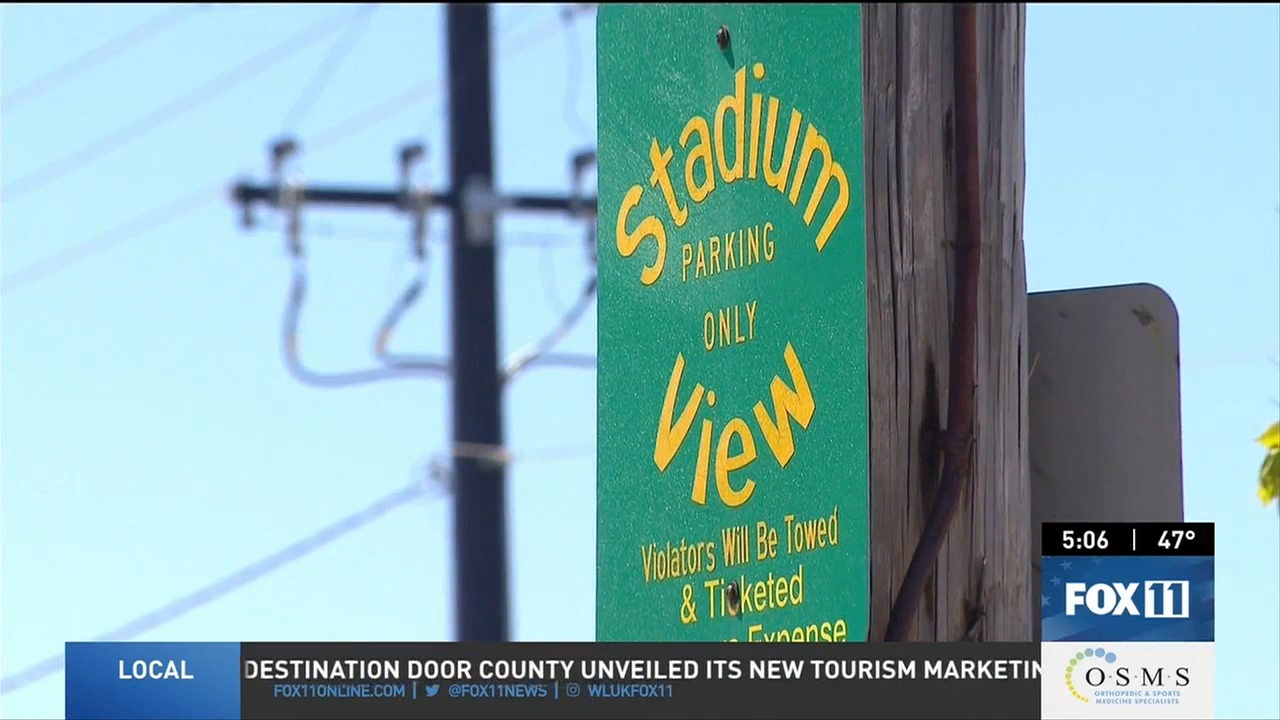 Stadium
PARKING
ONLY
View
Violators Will Be Towed
& Ticketed
Expense
5:06 | 47°
FOX 11
LOCAL
DESTINATION DOOR COUNTY UNVEILED ITS NEW TOURISM MARKETIN
FOX11ONLINE.COM | @FOX11NEWS | WLUKFOX11
O·S·M·S
ORTHOPEDIC & SPORTS
MEDICINE SPECIALISTS